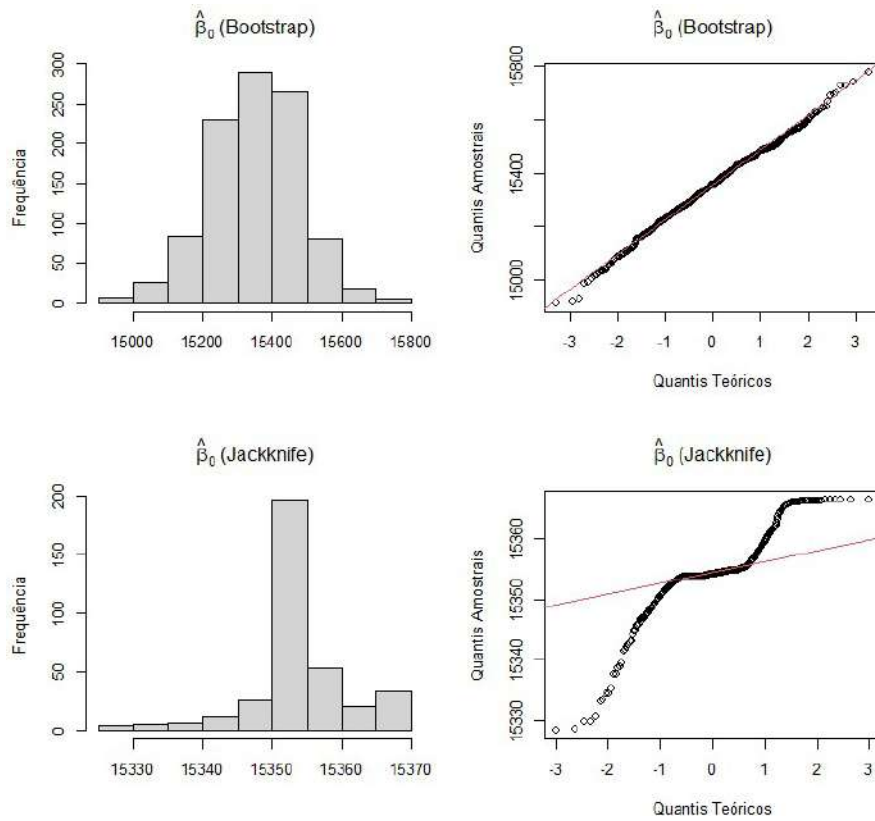 β̂₀ (Bootstrap)
Frequência
300
250
200
150
100
50
0
15000 15200 15400 15600 15800
β̂₀ (Bootstrap)
Quantis Amostrais
15800
15400
15000
-3 -2 -1 0 1 2 3
Quantis Teóricos
β̂₀ (Jackknife)
Frequência
200
150
100
50
0
15330 15340 15350 15360 15370
β̂₀ (Jackknife)
Quantis Amostrais
15360
15350
15340
15330
-3 -2 -1 0 1 2 3
Quantis Teóricos